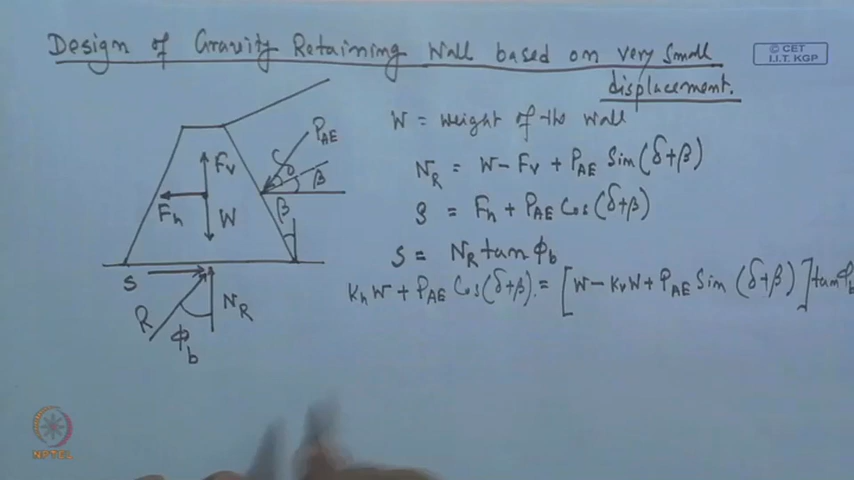 Design of Gravity Retaining Wall based on very small
displacement.
© CET
I.I.T. KGP
W = weight of the wall
N_R = W - F_v + P_AE Sin(δ+β)
S = F_h + P_AE Cos(δ+β)
S = N_R tan φ_b
k_h W + P_AE Cos(δ+β) = [W - k_v W + P_AE Sin(δ+β)] tan φ_b
P_AE
δ
β
F_v
F_h
W
β
S
R
N_R
φ_b
NPTEL